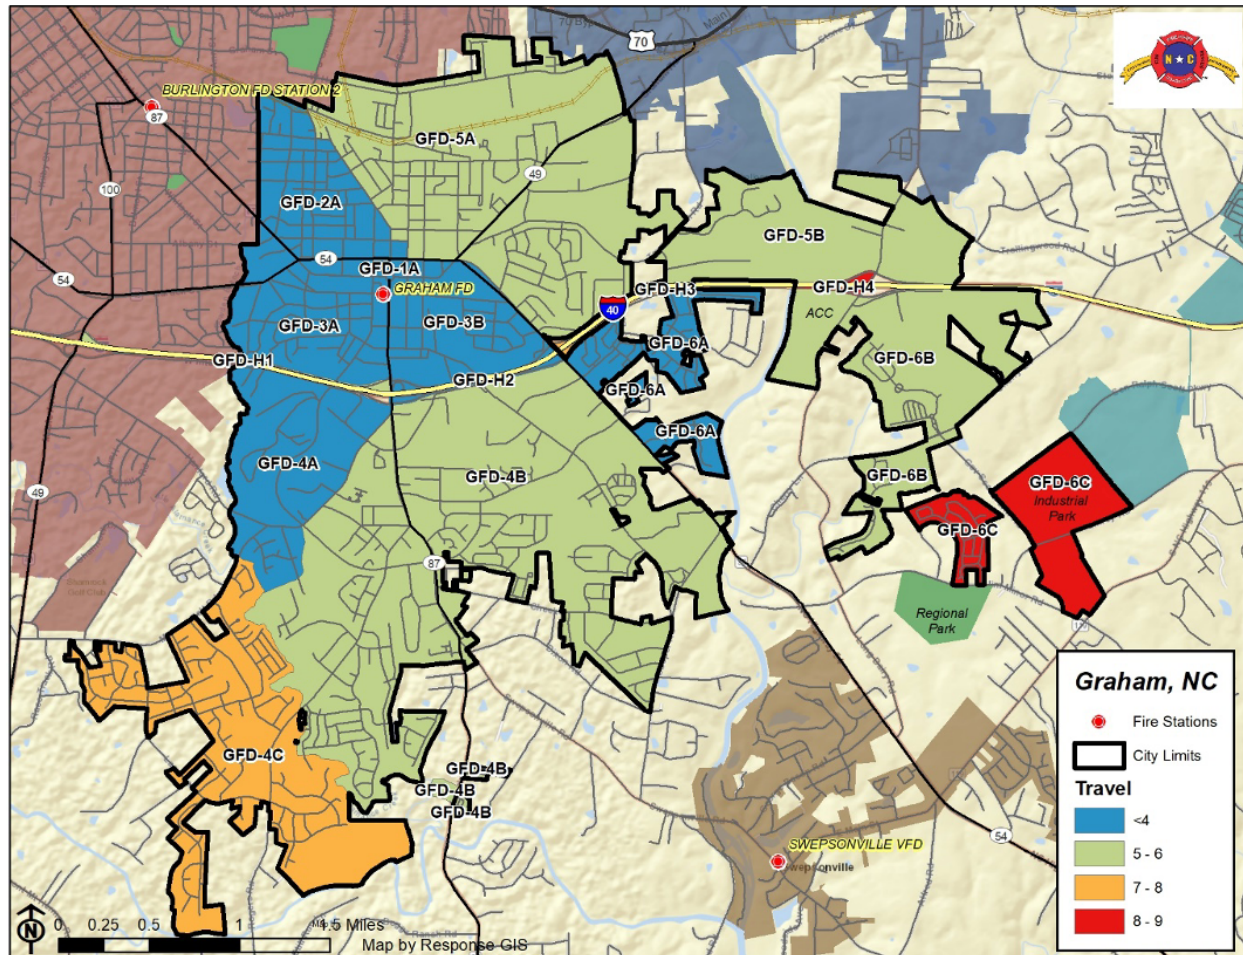 70
N ★ C
BURLINGTON FD STATION 2
87
GFD-5A
100
49
GFD-2A
GFD-5B
54
54
GFD-1A
GRAHAM FD
GFD-H3
GFD-H4
40
ACC
GFD-3A
GFD-3B
GFD-6A
GFD-H1
GFD-6B
GFD-H2
GFD-6A
GFD-6A
GFD-4A
GFD-4B
GFD-6B
GFD-6C
Industrial
Park
49
GFD-6C
87
Regional
Park
119
Graham, NC
Fire Stations
City Limits
Travel
<4
5 - 6
7 - 8
8 - 9
GFD-4C
GFD-4B
GFD-4B
GFD-4B
54
SWEPSONVILLE VFD
Swepsonville
N
0 0.25 0.5 1 1.5 Miles
Map by Response GIS